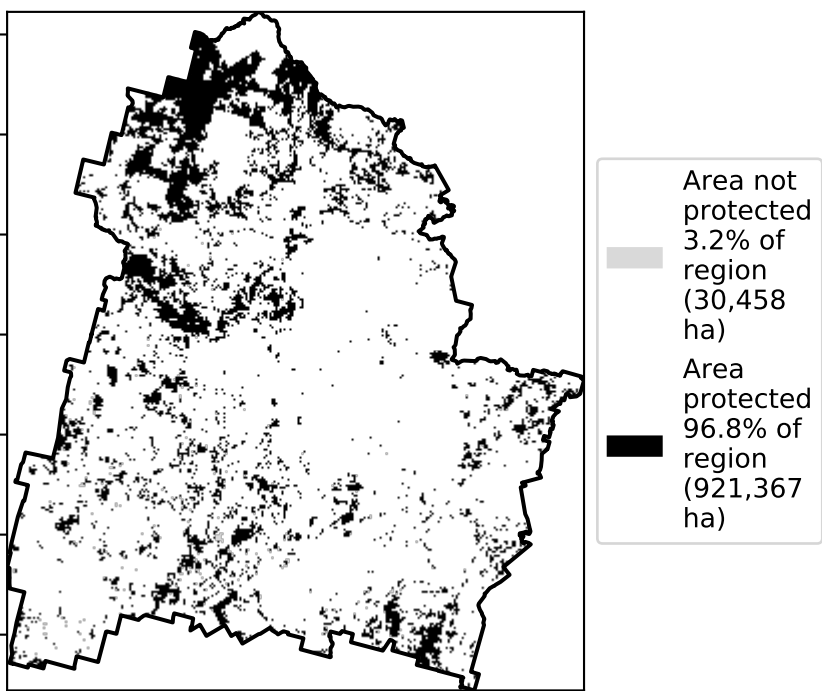 Area not
protected
3.2% of
region
(30,458
ha)
Area
protected
96.8% of
region
(921,367
ha)